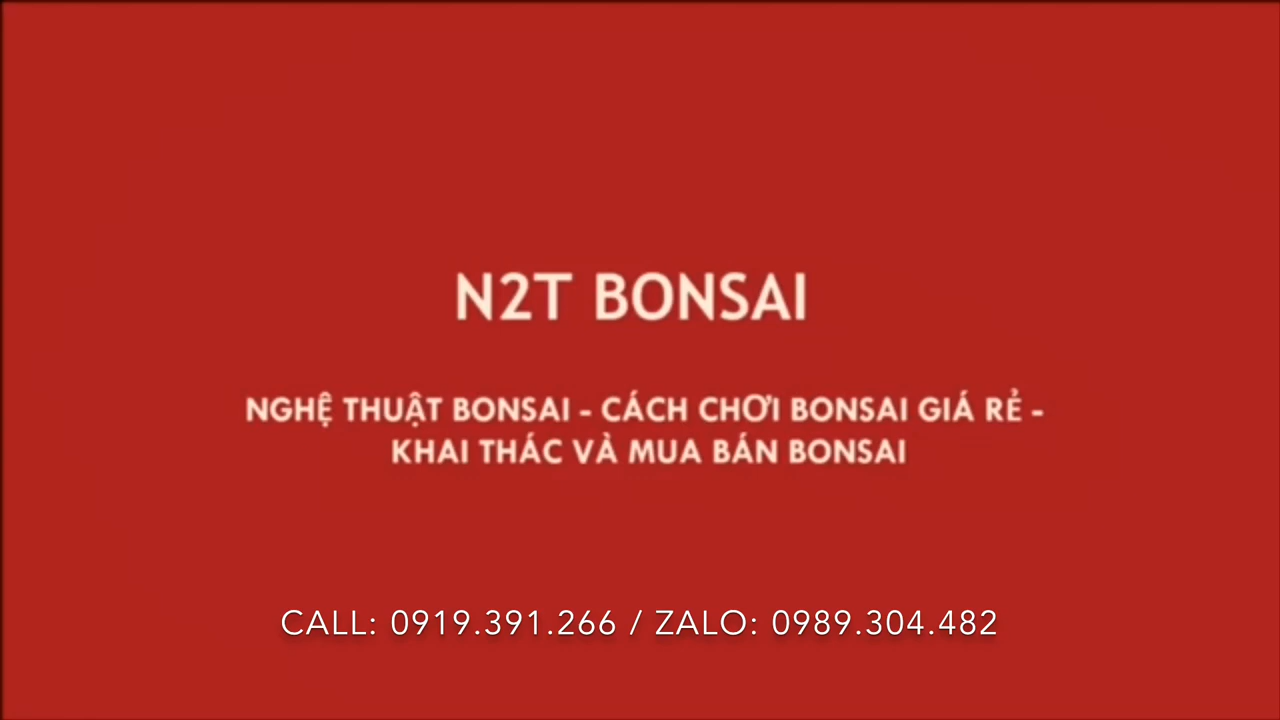 N2T BONSAI
NGHỆ THUẬT BONSAI - CÁCH CHƠI BONSAI GIÁ RẺ -
KHAI THÁC VÀ MUA BÁN BONSAI
CALL: 0919.391.266 / ZALO: 0989.304.482